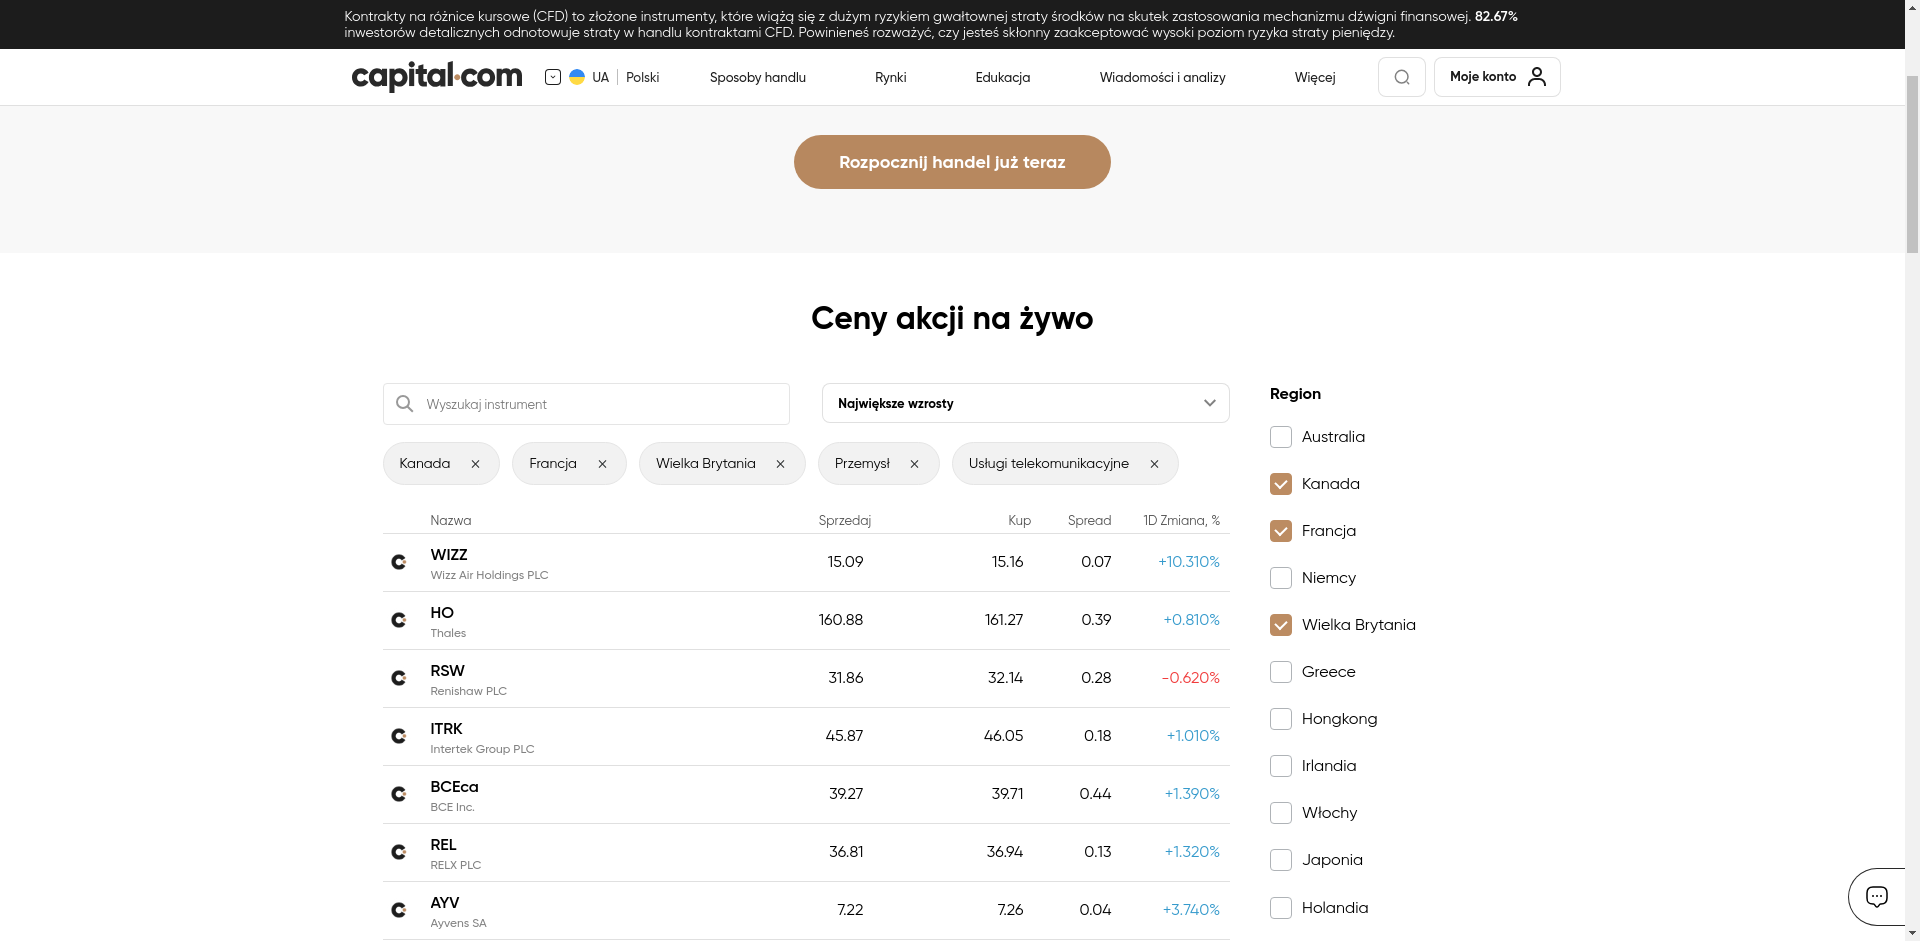 Kontrakty na różnice kursowe (CFD) to złożone instrumenty, które wiążą się z dużym ryzykiem gwałtownej straty środków na skutek zastosowania mechanizmu dźwigni finansowej. 82.67%
inwestorów detalicznych odnotowuje straty w handlu kontraktami CFD. Powinieneś rozważyć, czy jesteś skłonny zaakceptować wysoki poziom ryzyka straty pieniędzy.
capital.com UA Polski Sposoby handlu Rynki Edukacja Wiadomości i analizy Więcej Moje konto
Rozpocznij handel już teraz
Ceny akcji na żywo
Wyszukaj instrument Największe wzrosty
Kanada Francja Wielka Brytania Przemysł Usługi telekomunikacyjne
Nazwa Sprzedaj Kup Spread 1D Zmiana, %
WIZZ 15.09 15.16 0.07 +10.310%
Wizz Air Holdings PLC
HO 160.88 161.27 0.39 +0.810%
Thales
RSW 31.86 32.14 0.28 -0.620%
Renishaw PLC
ITRK 45.87 46.05 0.18 +1.010%
Intertek Group PLC
BCEca 39.27 39.71 0.44 +1.390%
BCE Inc.
REL 36.81 36.94 0.13 +1.320%
RELX PLC
AYV 7.22 7.26 0.04 +3.740%
Ayvens SA
Region
Australia
Kanada
Francja
Niemcy
Wielka Brytania
Greece
Hongkong
Irlandia
Włochy
Japonia
Holandia